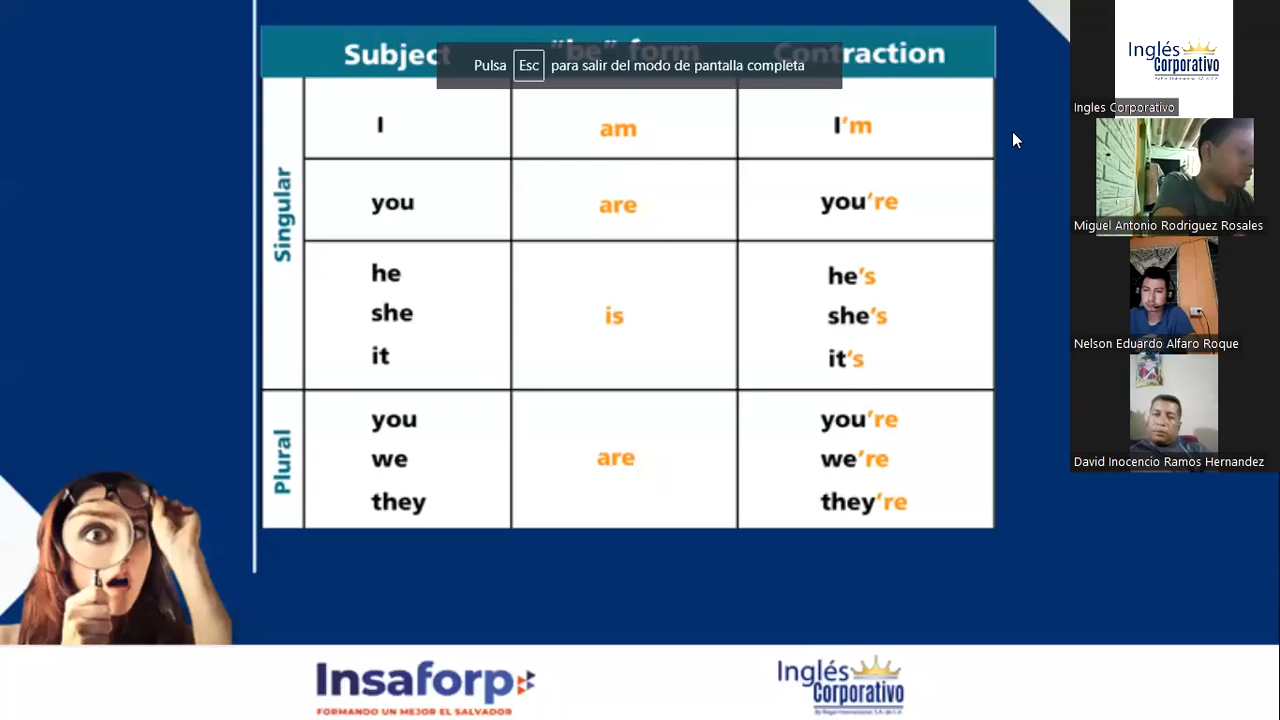 Subject "be" form Contraction
Pulsa Esc para salir del modo de pantalla completa
Singular
I am I'm
you are you're
he he's
she is she's
it it's
Plural
you you're
we are we're
they they're
Insaforp
FORMANDO UN MEJOR EL SALVADOR
Inglés
Corporativo
Inglés
Corporativo
Ingles Corporativo
Miguel Antonio Rodriguez Rosales
Nelson Eduardo Alfaro Roque
David Inocencio Ramos Hernandez